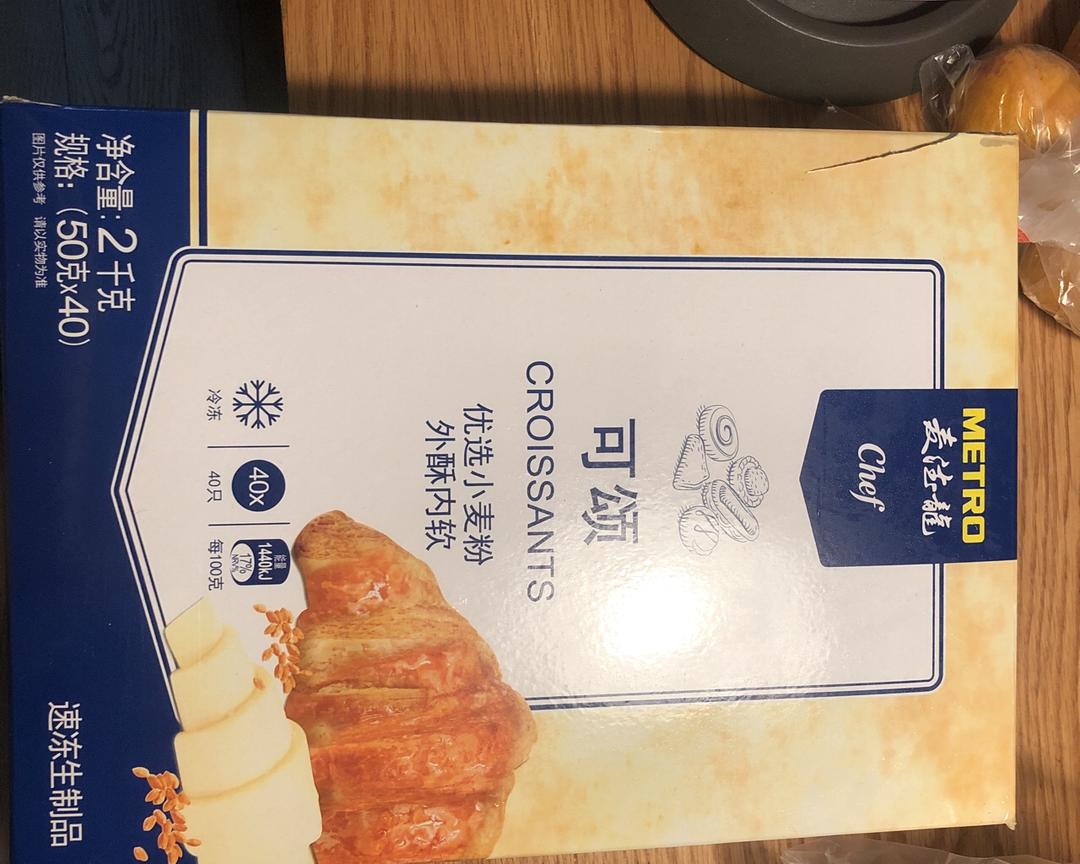 METRO
麦德龍
Chef
可颂
CROISSANTS
优选小麦粉
外酥内软
冷冻
40x
40只
能量
1440kJ
17%
NRV%
每100克
净含量:2千克
规格:(50克x40)
图片仅供参考 请以实物为准
速冻生制品